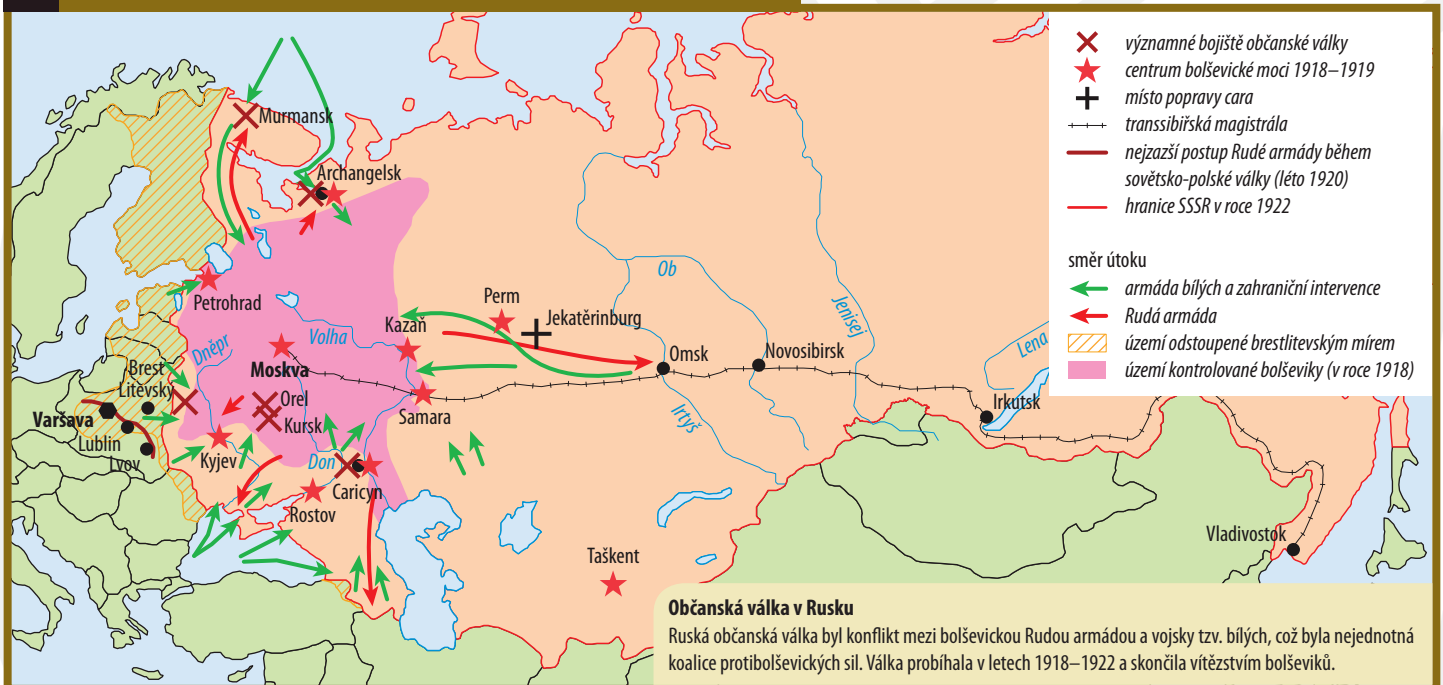 významné bojiště občanské války
centrum bolševické moci 1918–1919
místo popravy cara
transsibiřská magistrála
nejzazší postup Rudé armády během
sovětsko-polské války (léto 1920)
hranice SSSR v roce 1922
směr útoku
armáda bílých a zahraniční intervence
Rudá armáda
území odstoupené brestlitevským mírem
území kontrolované bolševiky (v roce 1918)
Murmansk
Archangelsk
Petrohrad
Perm
Jekatěrinburg
Kazaň
Volha
Ob
Jenisej
Lena
Dněpr
Moskva
Omsk
Novosibirsk
Brest
Litěvský
Orel
Samara
Irtyš
Irkutsk
Varšava
Kursk
Lublin
Lvov
Kyjev
Don
Caricyn
Rostov
Vladivostok
Taškent
Občanská válka v Rusku
Ruská občanská válka byl konflikt mezi bolševickou Rudou armádou a vojsky tzv. bílých, což byla nejednotná
koalice protibolševických sil. Válka probíhala v letech 1918–1922 a skončila vítězstvím bolševiků.